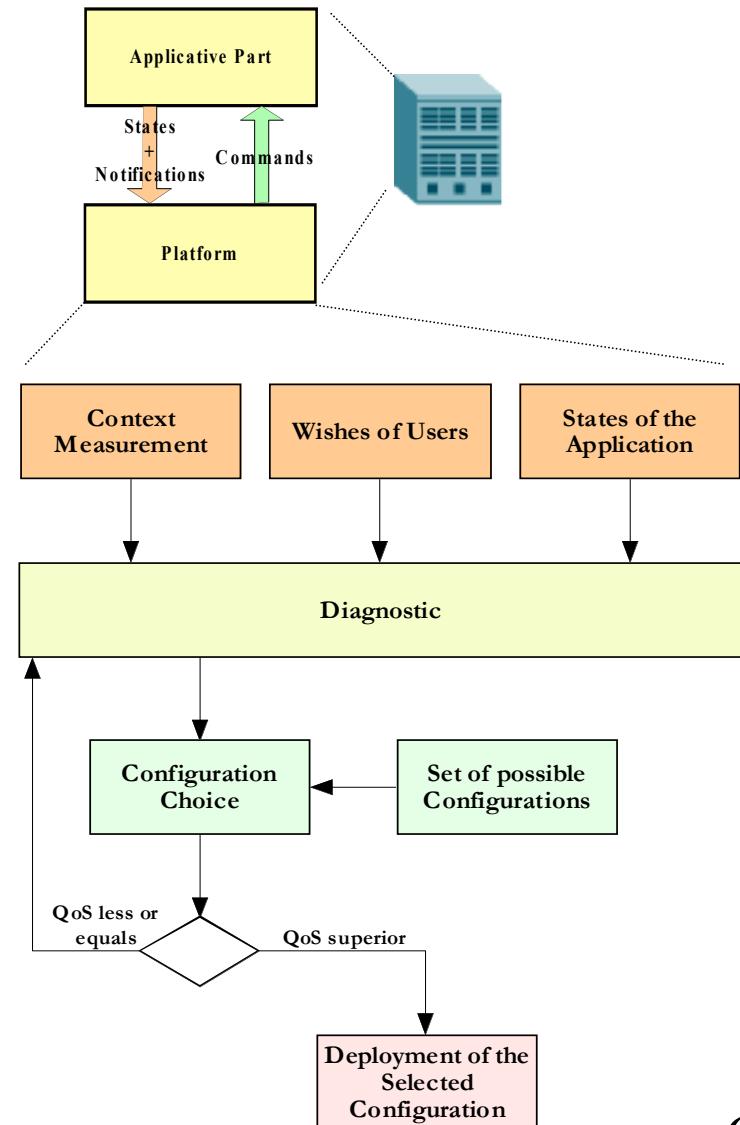 Applicative Part
States
+
Notifications
Commands
Platform
Context
Measurement
Wishes of Users
States of the
Application
Diagnostic
Configuration
Choice
Set of possible
Configurations
QoS less or
equals
QoS superior
Deployment of the
Selected
Configuration